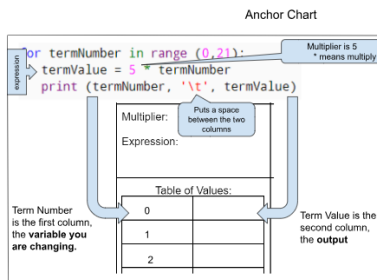 Anchor Chart
for termNumber in range (0,21):
termValue = 5 * termNumber
print (termNumber, '\t', termValue)
expression
Multiplier is 5
* means multiply
Puts a space
between the two
columns
Multiplier:
Expression:
Table of Values:
0
1
2
Term Number
is the first column,
the variable you
are changing.
Term Value is the
second column,
the output